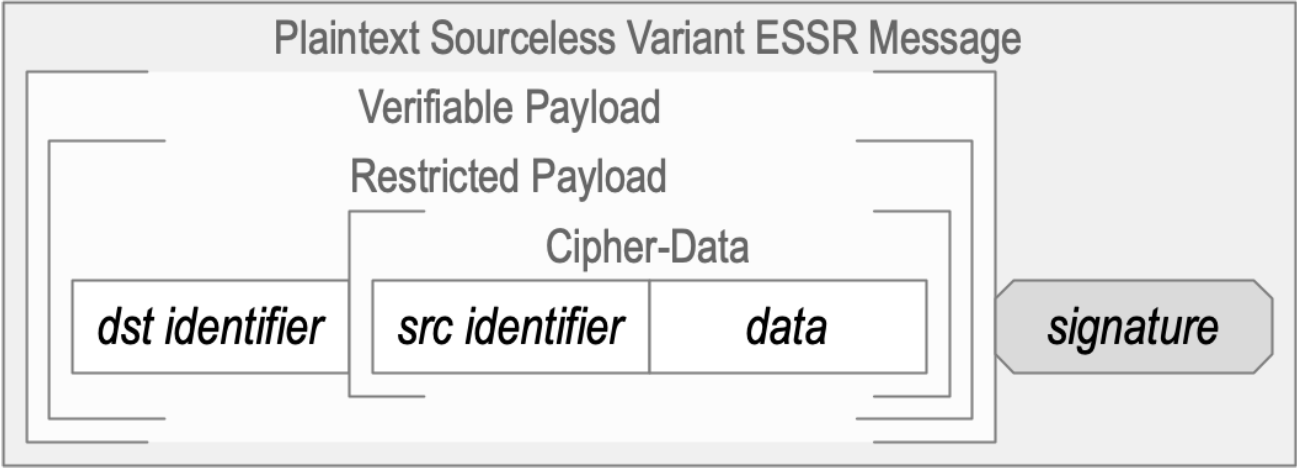 Plaintext Sourceless Variant ESSR Message
Verifiable Payload
Restricted Payload
Cipher-Data
dst identifier src identifier data signature